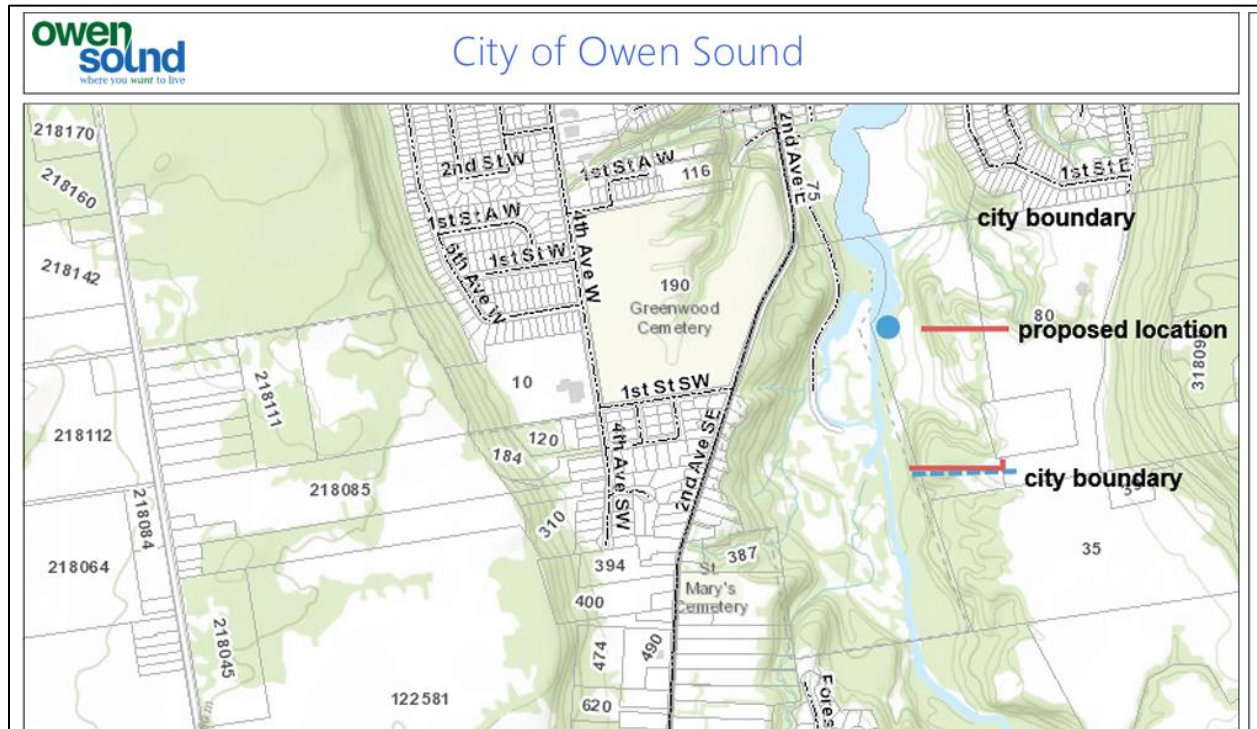 owen
sound
where you want to live
City of Owen Sound
218170
218160
218142
218112
218111
218085
218084
218064
218045
122581
2nd St W
1st St A W
116
1st St A W
1st St W
5th Ave W
4th Ave W
190
Greenwood
Cemetery
10
1st St SW
120
184
4th Ave SW
310
394
400
474
490
620
2nd Ave SE
387
St.
Mary's
Cemetery
2nd Ave E
75
1st St E
city boundary
80
proposed location
city boundary
35